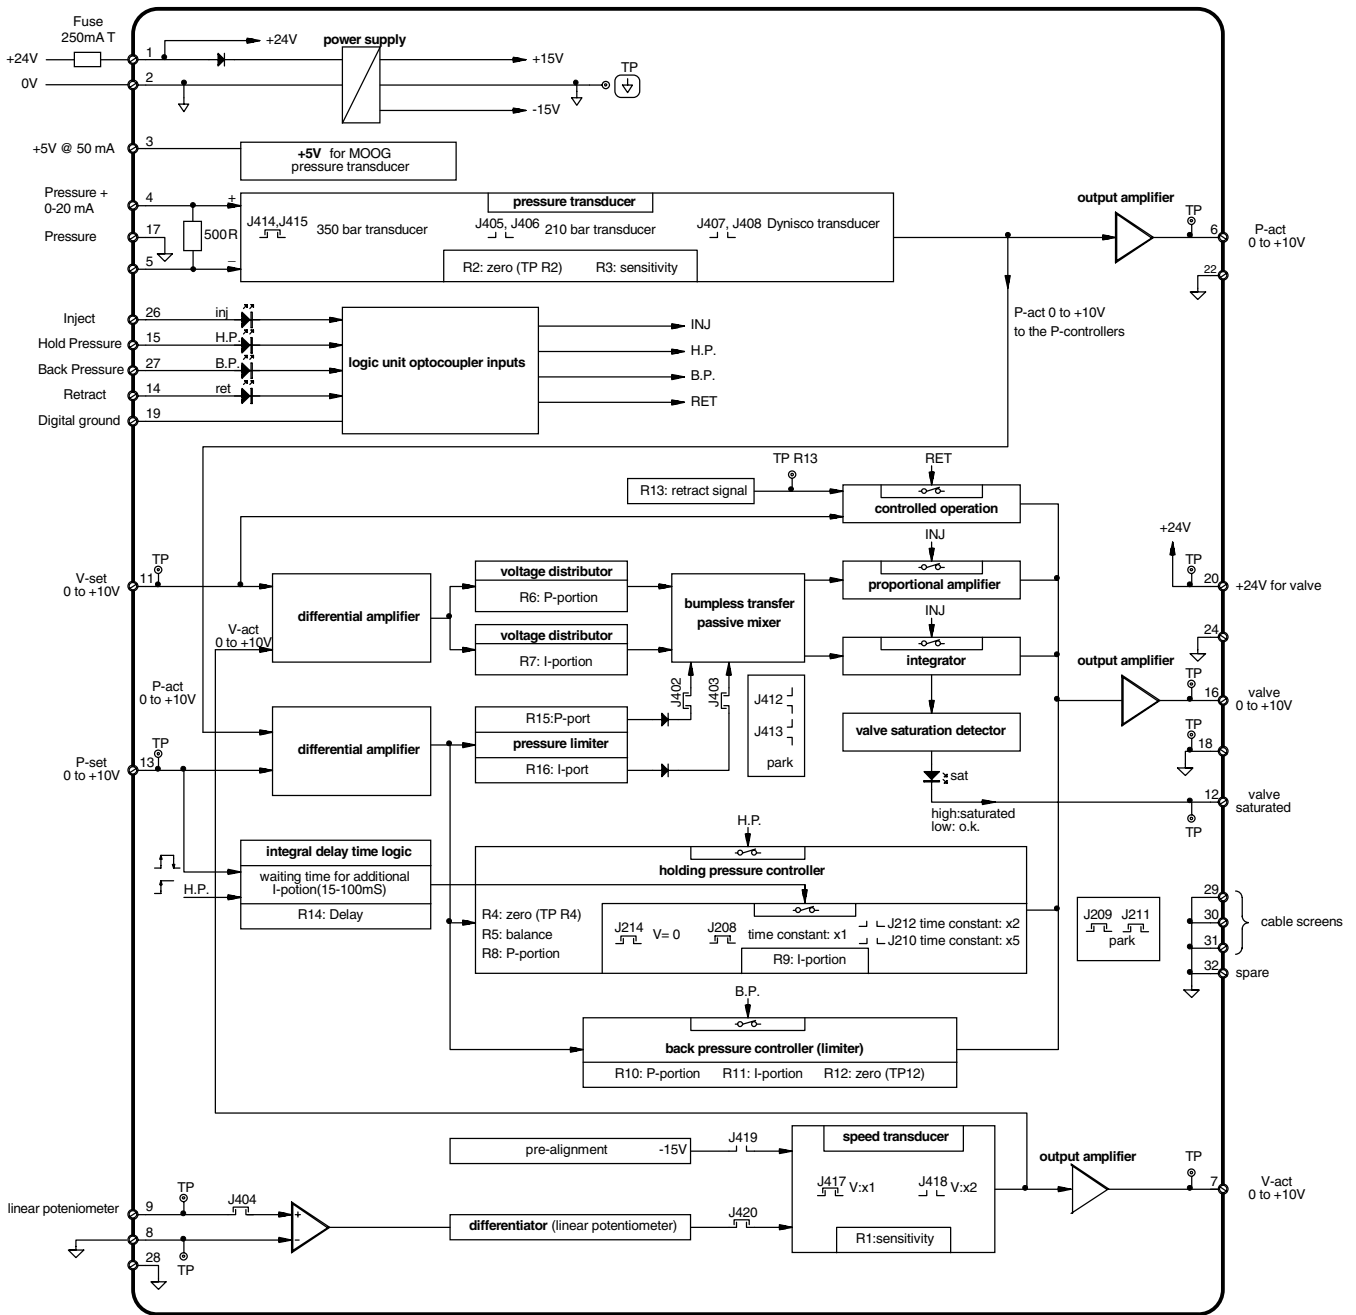 Fuse
250mA T
+24V
1
+24V
power supply
+15V
0V
2
TP
-15V
+5V @ 50 mA
3
+5V for MOOG
pressure transducer
Pressure +
0-20 mA
4
+
pressure transducer
J414,J415
350 bar transducer
J405, J406
210 bar transducer
J407, J408 Dynisco transducer
500R
Pressure
17
5
–
R2: zero (TP R2)
R3: sensitivity
output amplifier
TP
6
P-act
0 to +10V
22
P-act 0 to +10V
to the P-controllers
Inject
26
inj
Hold Pressure
15
H.P.
Back Pressure
27
B.P.
Retract
14
ret
Digital ground
19
logic unit optocoupler inputs
INJ
H.P.
B.P.
RET
TP R13
RET
R13: retract signal
controlled operation
V-set
0 to +10V
TP
11
differential amplifier
V-act
0 to +10V
voltage distributor
R6: P-portion
voltage distributor
R7: I-portion
bumpless transfer
passive mixer
INJ
proportional amplifier
INJ
integrator
+24V
TP
20
+24V for valve
24
output amplifier
TP
16
valve
0 to +10V
TP
18
P-act
0 to +10V
P-set
0 to +10V
TP
13
differential amplifier
R15:P-port
pressure limiter
R16: I-port
J402
J403
J412
J413
park
valve saturation detector
sat
high:saturated
low: o.k.
12
valve
saturated
TP
integral delay time logic
waiting time for additional
I-potion(15-100mS)
R14: Delay
H.P.
H.P.
holding pressure controller
R4: zero (TP R4)
R5: balance
R8: P-portion
J214
V= 0
J208
time constant: x1
J212 time constant: x2
J210 time constant: x5
R9: I-portion
J209
J211
park
29
30
31
32
cable screens
spare
B.P.
back pressure controller (limiter)
R10: P-portion
R11: I-portion
R12: zero (TP12)
pre-alignment
-15V
J419
speed transducer
J417 V:x1
J418 V:x2
R1:sensitivity
output amplifier
TP
7
V-act
0 to +10V
linear poteniometer
9
TP
J404
+
–
8
TP
28
differentiator (linear potentiometer)
J420